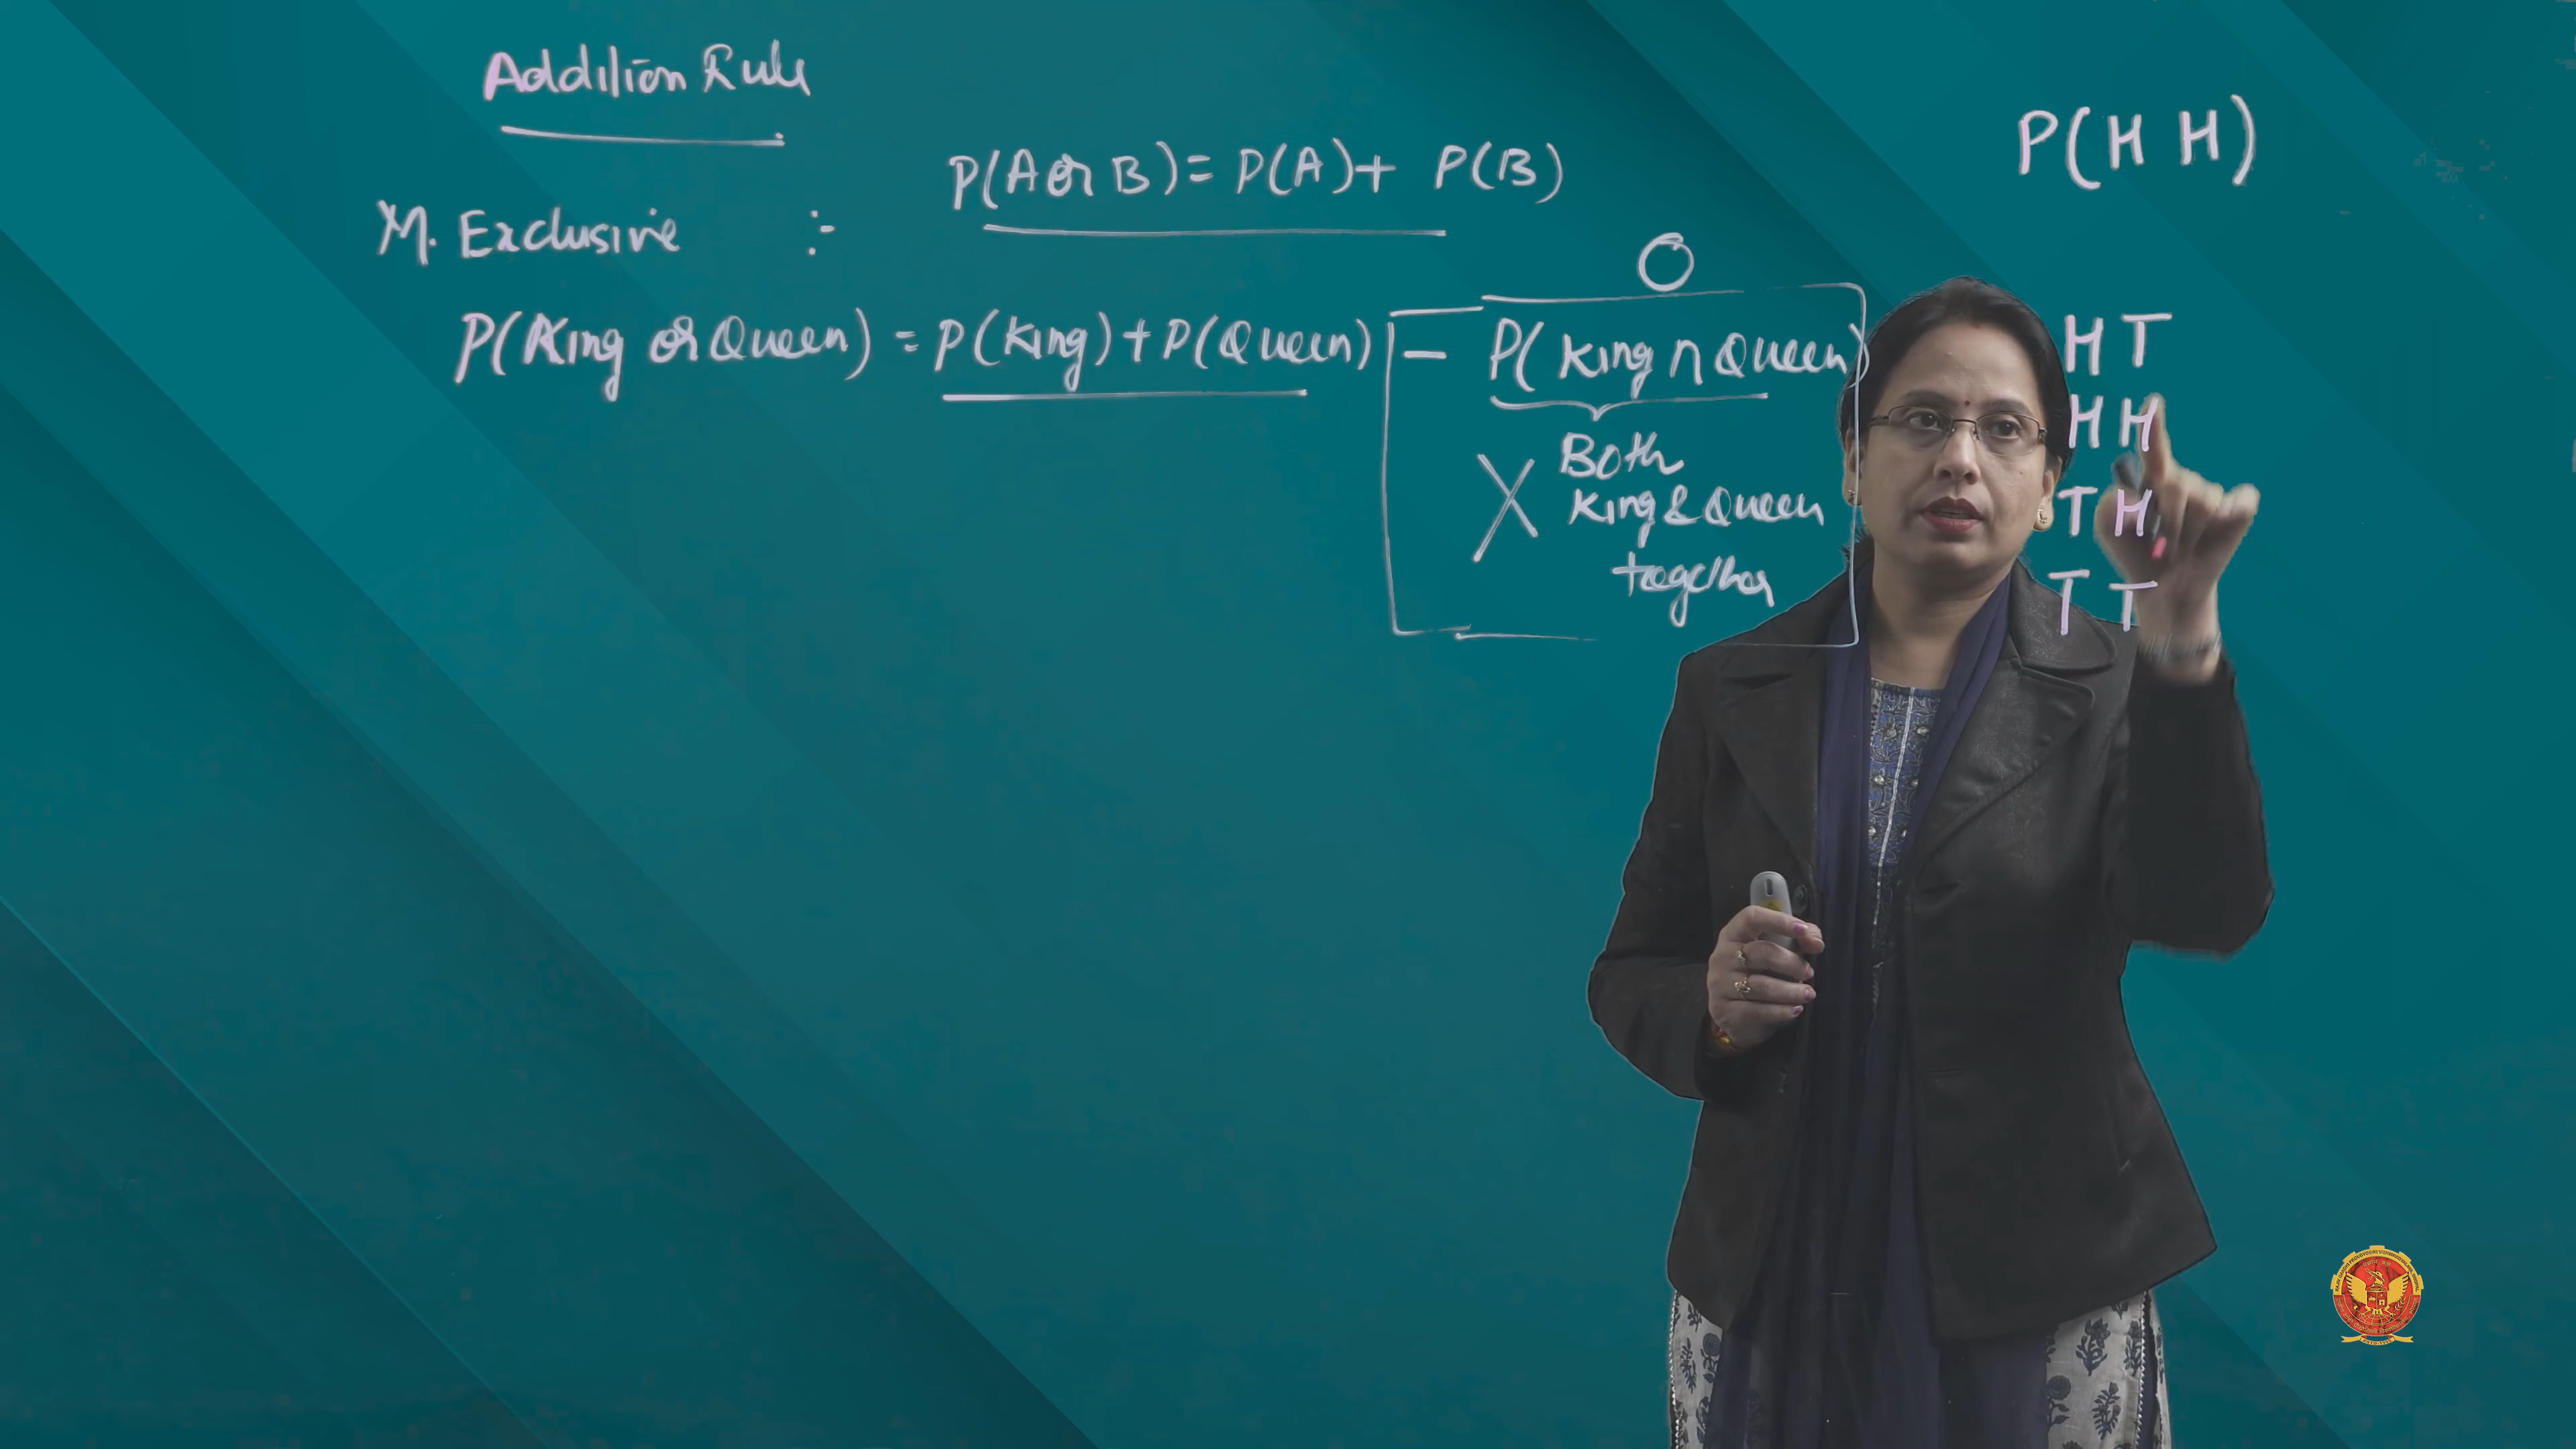 Addition Rule
P(A or B) = P(A) + P(B)
M. Exclusive :-
O
P(King or Queen) = P(King) + P(Queen) - P(King ∩ Queen)
X Both
King & Queen
together
P(H H)
H T
H H
T H
T T